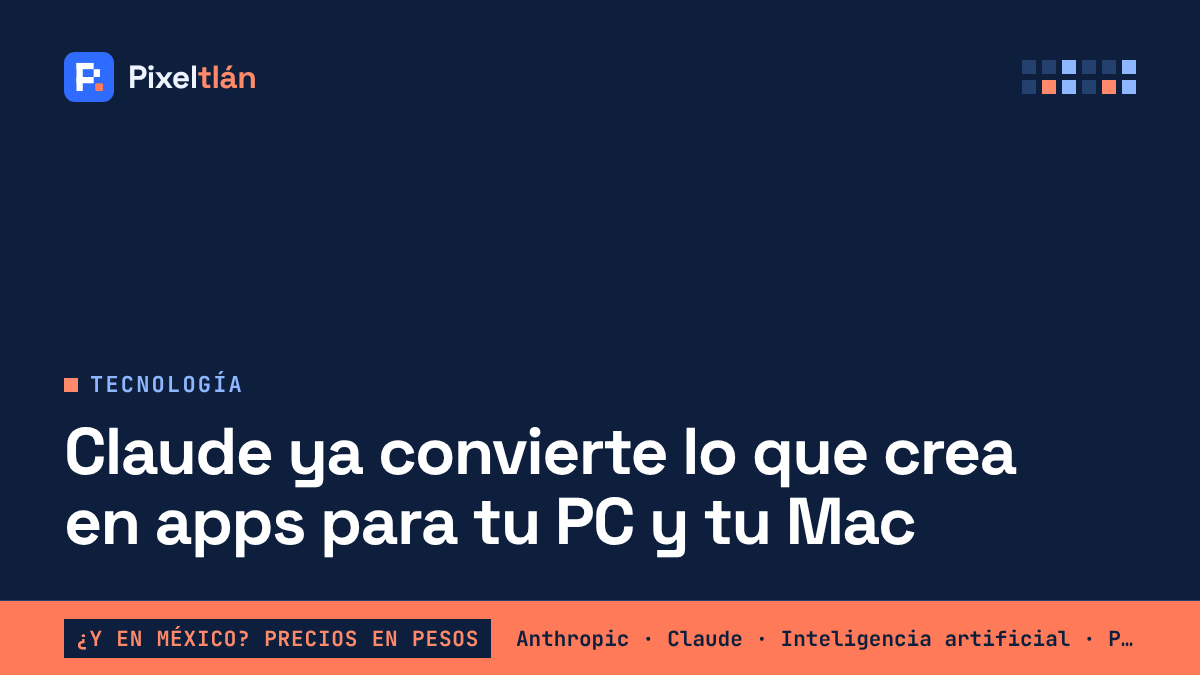 Pixeltlán
TECNOLOGÍA
Claude ya convierte lo que crea
en apps para tu PC y tu Mac
¿Y EN MÉXICO? PRECIOS EN PESOS
Anthropic · Claude · Inteligencia artificial · P…